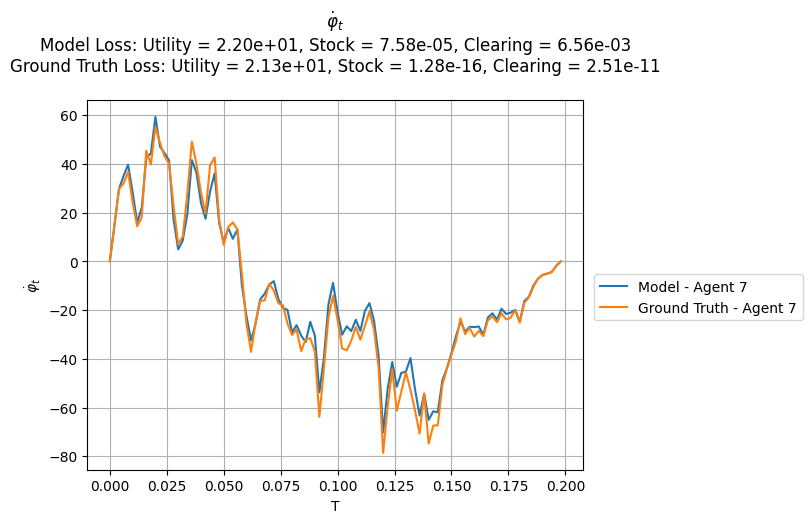 φ̇ₜ
Model Loss: Utility = 2.20e+01, Stock = 7.58e-05, Clearing = 6.56e-03
Ground Truth Loss: Utility = 2.13e+01, Stock = 1.28e-16, Clearing = 2.51e-11
60
40
20
0
−20
−40
−60
−80
φ̇ₜ
0.000 0.025 0.050 0.075 0.100 0.125 0.150 0.175 0.200
T
Model - Agent 7
Ground Truth - Agent 7